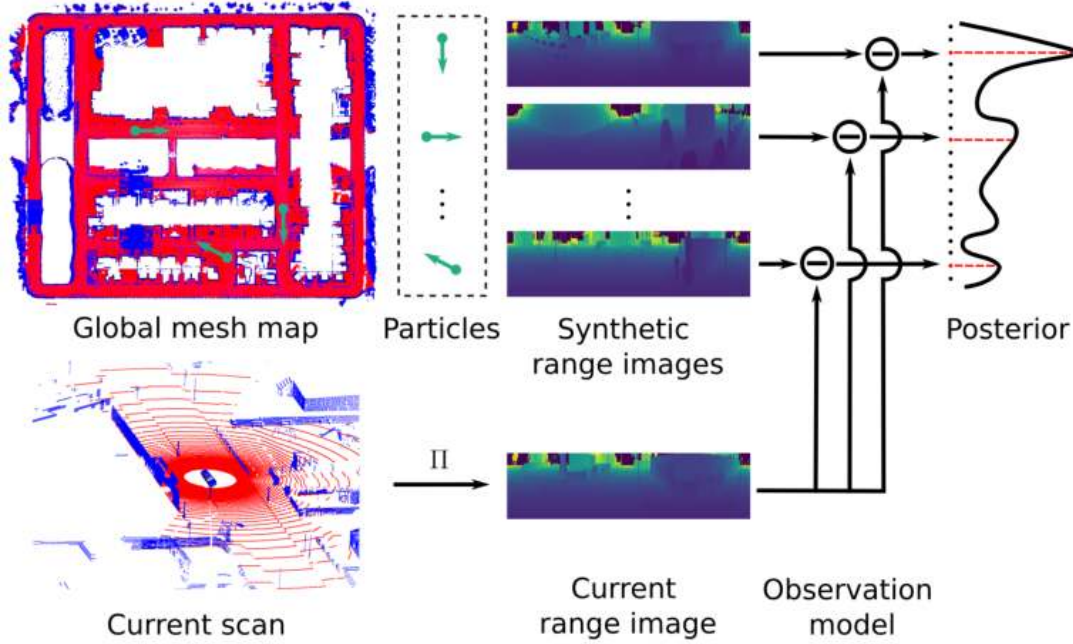 Global mesh map
Particles
Synthetic
range images
Posterior
Π
Current scan
Current
range image
Observation
model